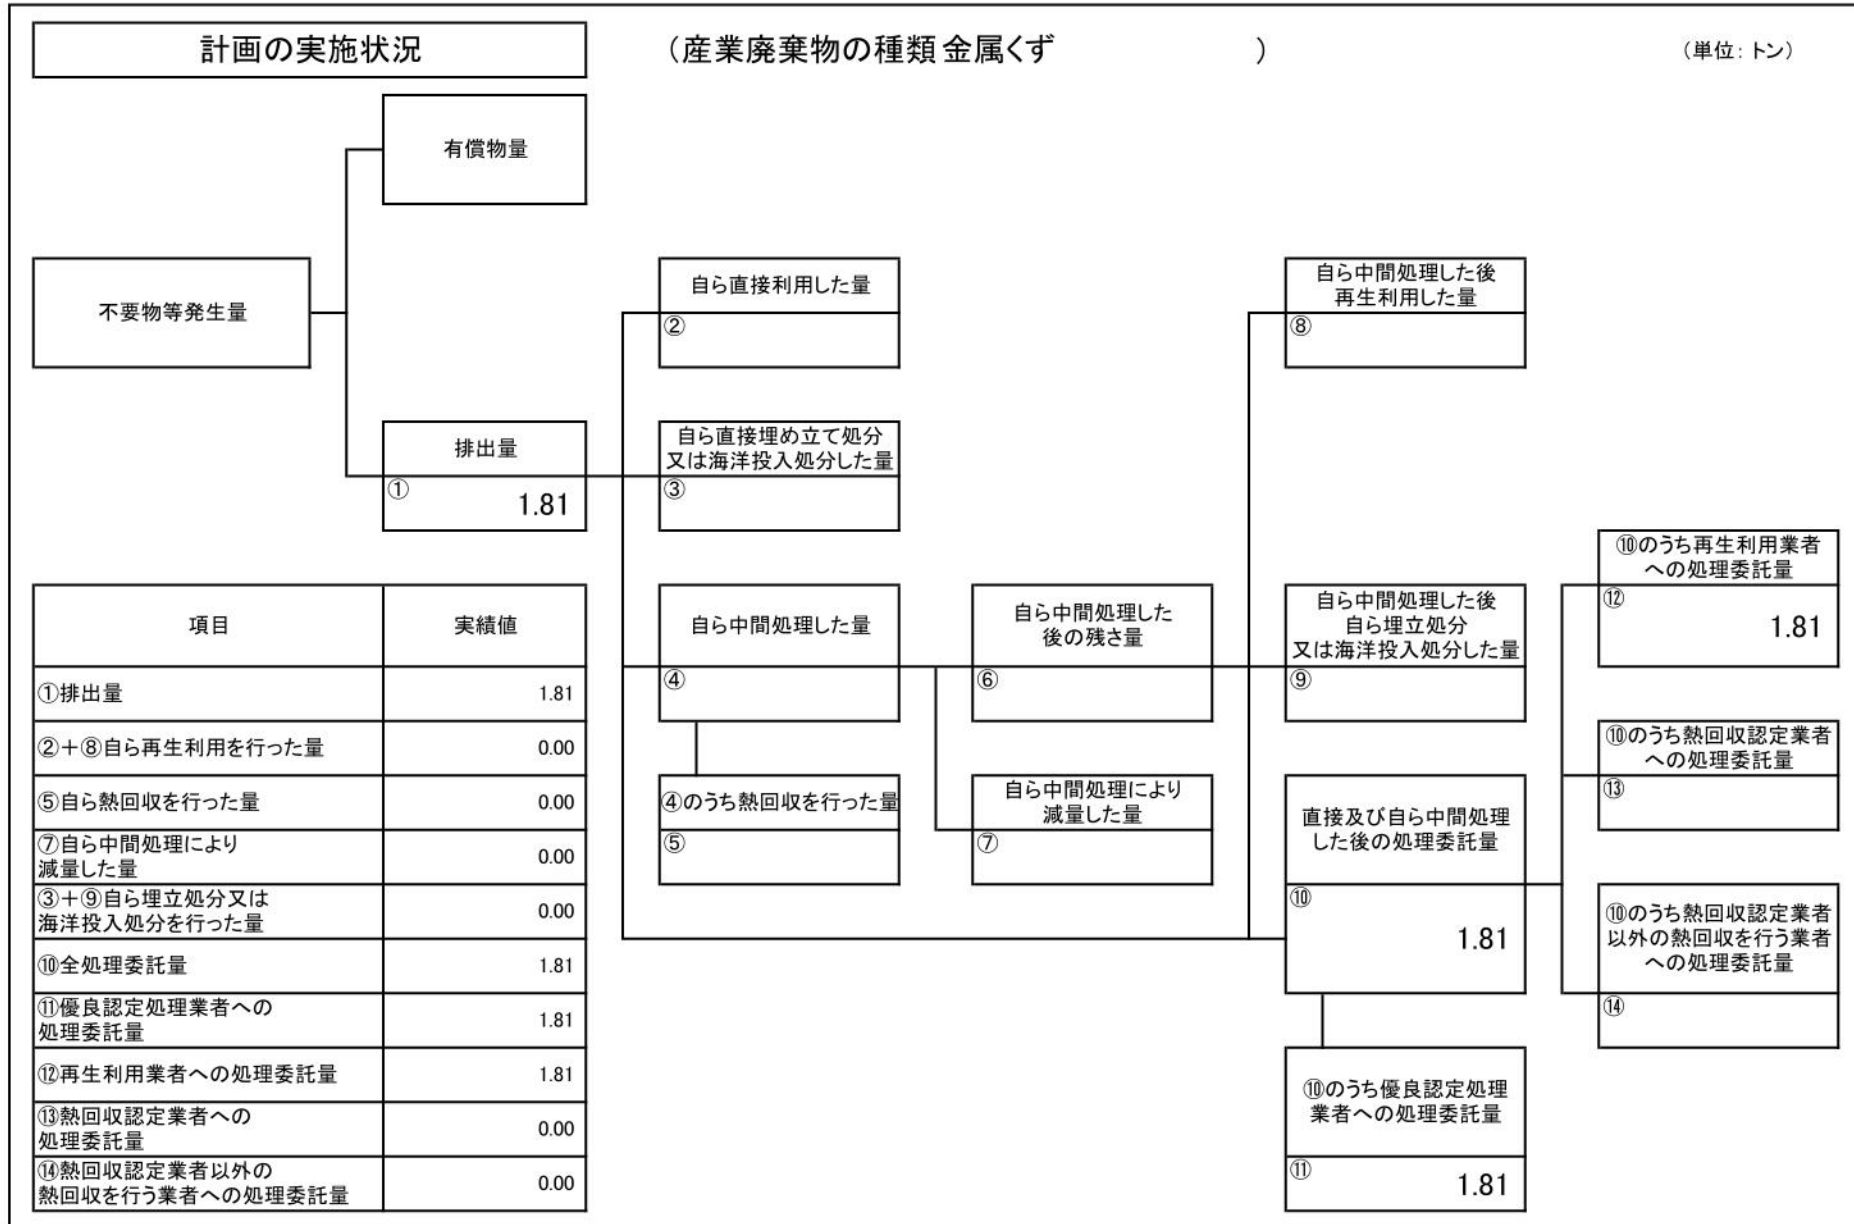 計画の実施状況
（産業廃棄物の種類 金属くず　　　　　）
（単位：トン）
有償物量
不要物等発生量
自ら直接利用した量
②
自ら中間処理した後
再生利用した量
⑧
排出量
① 1.81
自ら直接埋め立て処分
又は海洋投入処分した量
③
⑩のうち再生利用業者
への処理委託量
⑫ 1.81
自ら中間処理した量
④
自ら中間処理した
後の残さ量
⑥
自ら中間処理した後
自ら埋立処分
又は海洋投入処分した量
⑨
⑩のうち熱回収認定業者
への処理委託量
⑬
④のうち熱回収を行った量
⑤
自ら中間処理により
減量した量
⑦
直接及び自ら中間処理
した後の処理委託量
⑩ 1.81
⑩のうち熱回収認定業者
以外の熱回収を行う業者
への処理委託量
⑭
⑩のうち優良認定処理
業者への処理委託量
⑪ 1.81
項目 実績値
①排出量 1.81
②＋⑧自ら再生利用を行った量 0.00
⑤自ら熱回収を行った量 0.00
⑦自ら中間処理により
減量した量 0.00
③＋⑨自ら埋立処分又は
海洋投入処分を行った量 0.00
⑩全処理委託量 1.81
⑪優良認定処理業者への
処理委託量 1.81
⑫再生利用業者への処理委託量 1.81
⑬熱回収認定業者への
処理委託量 0.00
⑭熱回収認定業者以外の
熱回収を行う業者への処理委託量 0.00